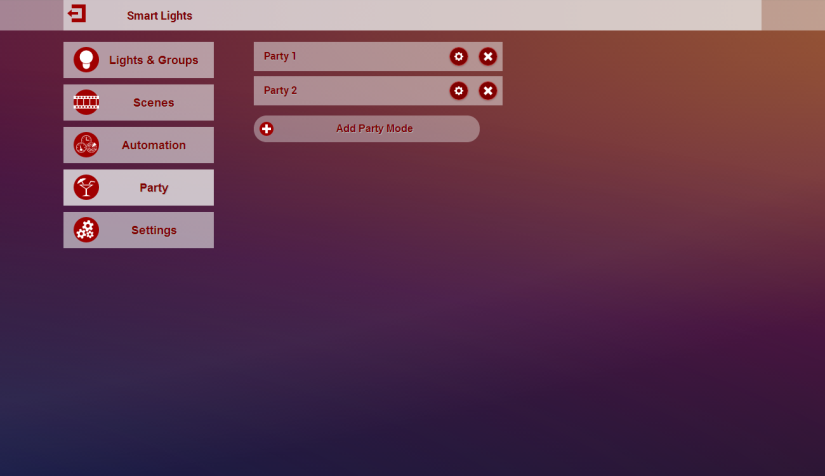 Smart Lights
Lights & Groups
Scenes
Automation
Party
Settings
Party 1
Party 2
Add Party Mode